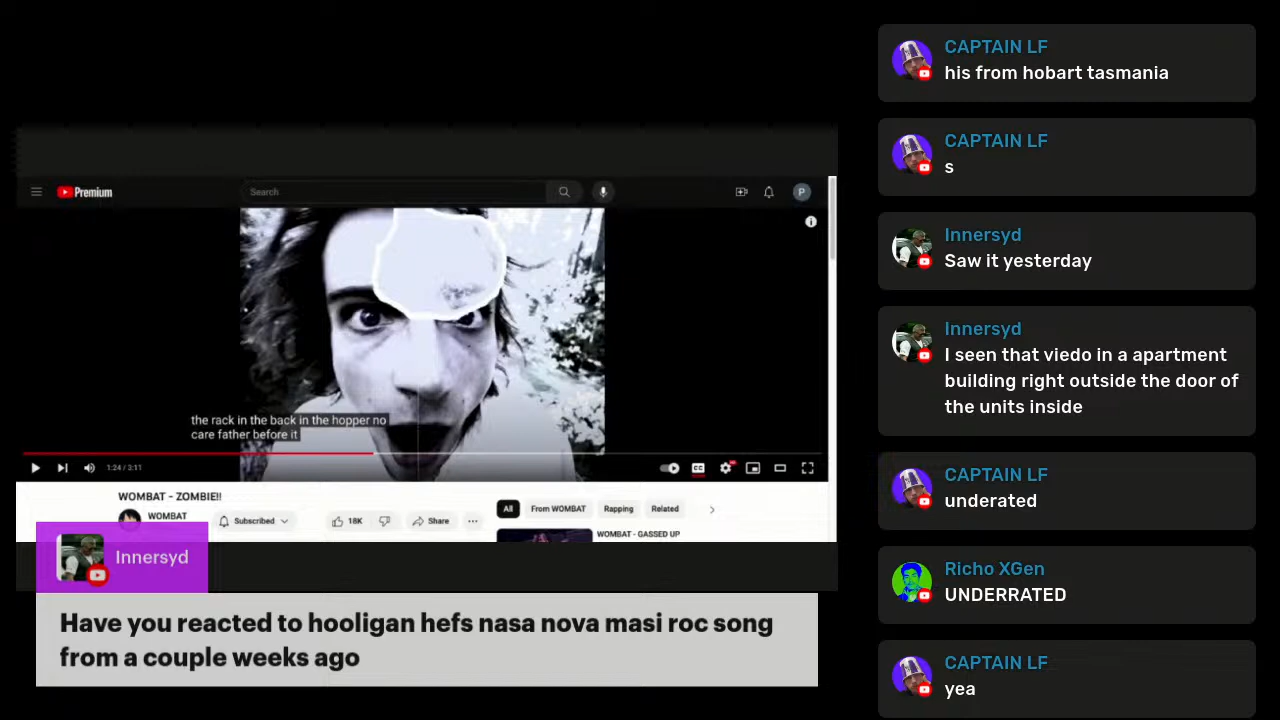 Premium
Search
P
the rack in the back in the hopper no
care father before it
1:24 / 3:11
CC
WOMBAT - ZOMBIE!!
WOMBAT
Subscribed
18K
Share
All
From WOMBAT
Rapping
Related
WOMBAT - GASSED UP
Innersyd
Have you reacted to hooligan hefs nasa nova masi roc song
from a couple weeks ago
CAPTAIN LF
his from hobart tasmania
CAPTAIN LF
s
Innersyd
Saw it yesterday
Innersyd
I seen that viedo in a apartment
building right outside the door of
the units inside
CAPTAIN LF
underated
Richo XGen
UNDERRATED
CAPTAIN LF
yea